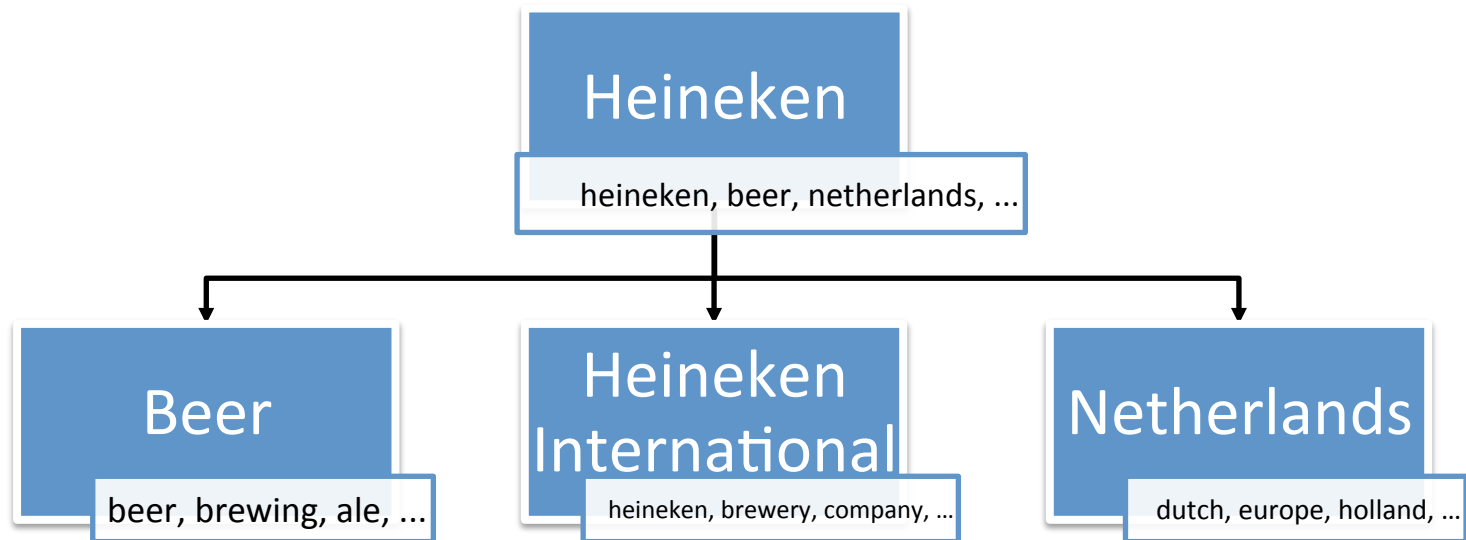 Heineken
heineken, beer, netherlands, ...
Beer
beer, brewing, ale, ...
Heineken
International
heineken, brewery, company, ...
Netherlands
dutch, europe, holland, ...